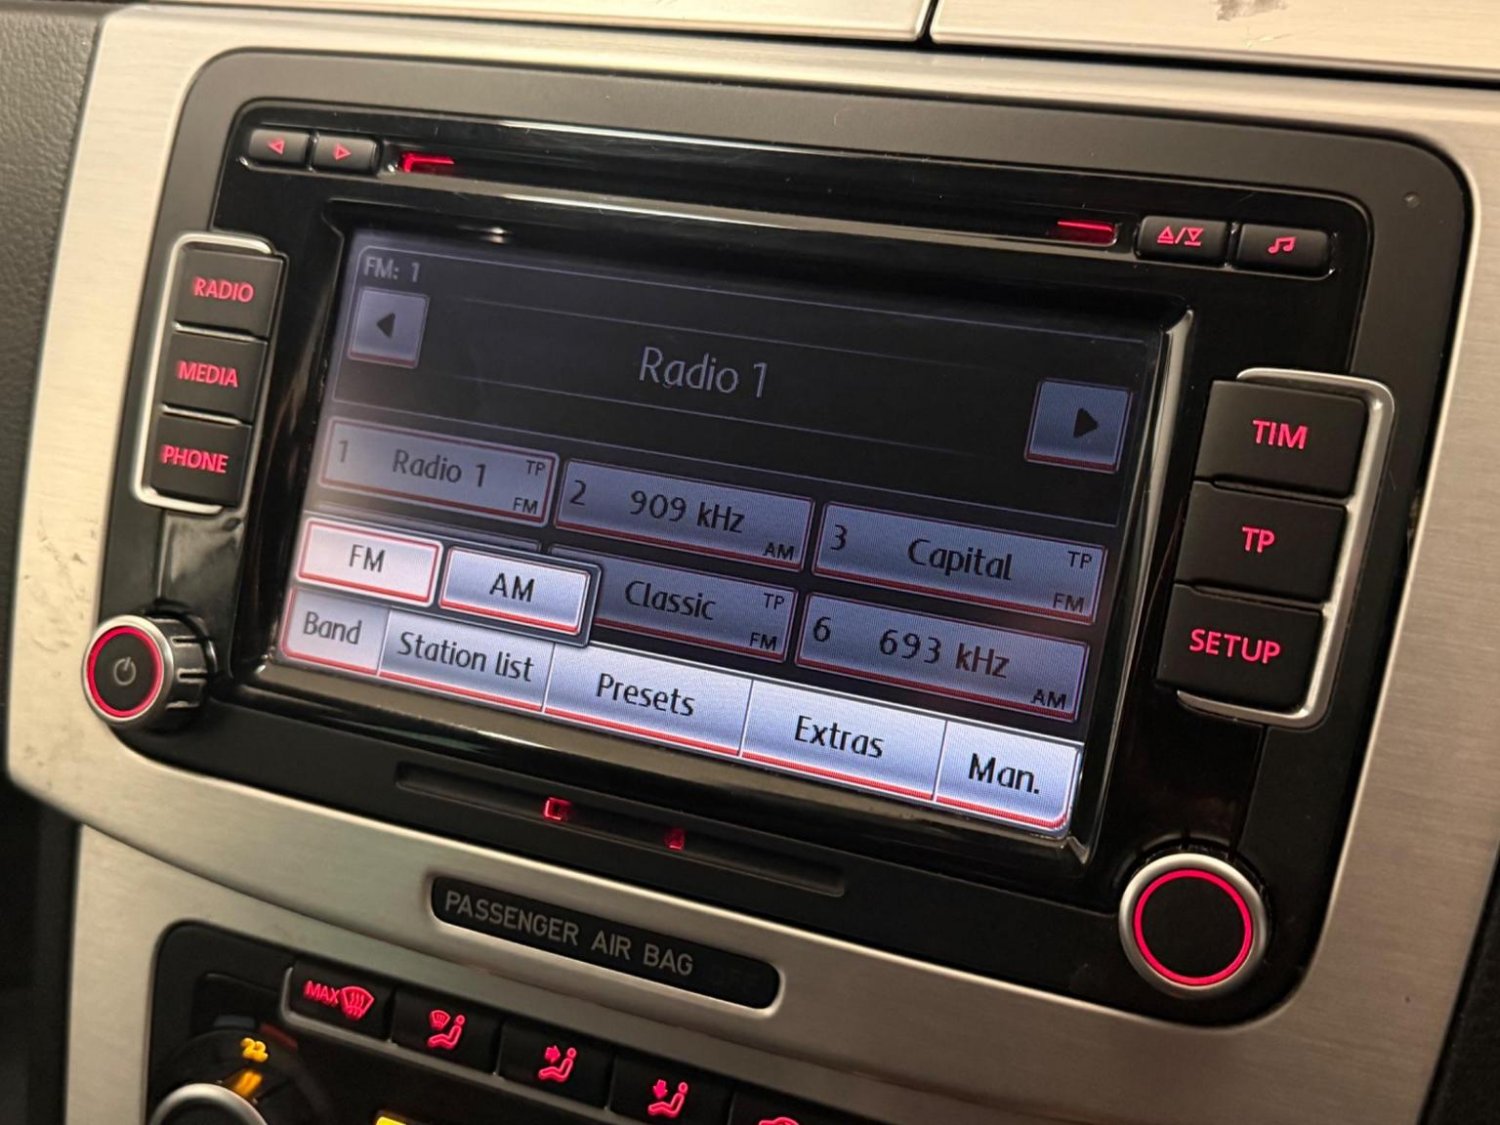 RADIO
MEDIA
PHONE
FM: 1
Radio 1
1 Radio 1 TP FM
2 909 kHz AM
3 Capital TP FM
FM
AM
Classic TP FM
6 693 kHz AM
Band
Station list
Presets
Extras
Man.
TIM
TP
SETUP
PASSENGER AIR BAG
MAX
22